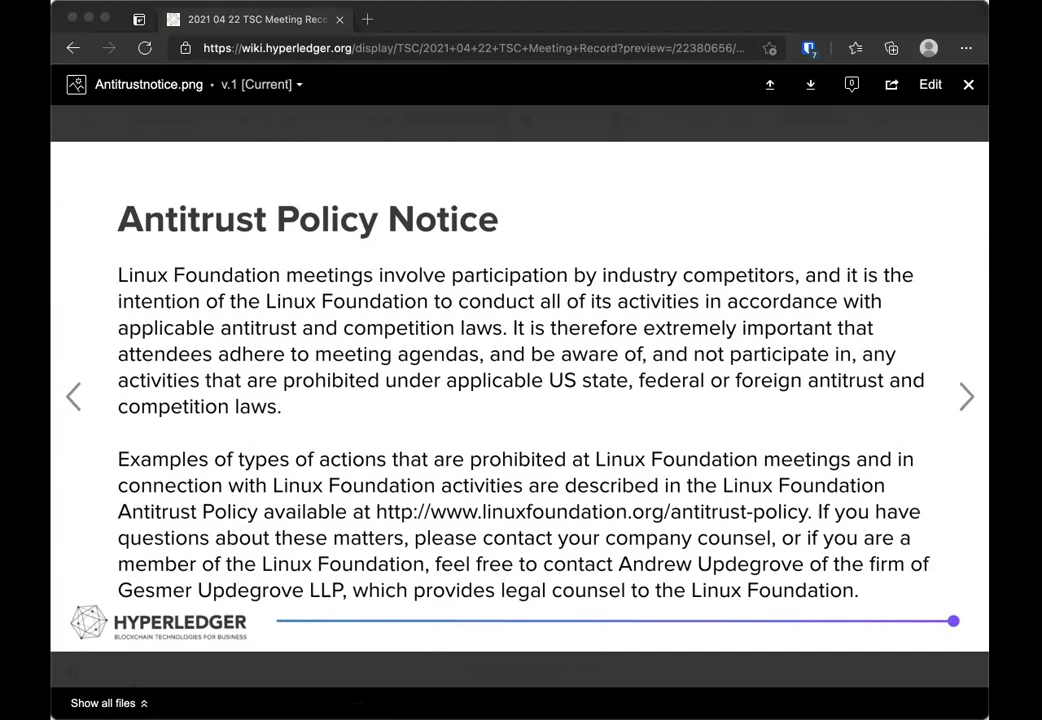 2021 04 22 TSC Meeting Reco
https://wiki.hyperledger.org/display/TSC/2021+04+22+TSC+Meeting+Record?preview=/22380656/...
7
Antitrustnotice.png • v.1 [Current]
0
Edit
Antitrust Policy Notice
Linux Foundation meetings involve participation by industry competitors, and it is the
intention of the Linux Foundation to conduct all of its activities in accordance with
applicable antitrust and competition laws. It is therefore extremely important that
attendees adhere to meeting agendas, and be aware of, and not participate in, any
activities that are prohibited under applicable US state, federal or foreign antitrust and
competition laws.
Examples of types of actions that are prohibited at Linux Foundation meetings and in
connection with Linux Foundation activities are described in the Linux Foundation
Antitrust Policy available at http://www.linuxfoundation.org/antitrust-policy. If you have
questions about these matters, please contact your company counsel, or if you are a
member of the Linux Foundation, feel free to contact Andrew Updegrove of the firm of
Gesmer Updegrove LLP, which provides legal counsel to the Linux Foundation.
HYPERLEDGER
BLOCKCHAIN TECHNOLOGIES FOR BUSINESS
Show all files